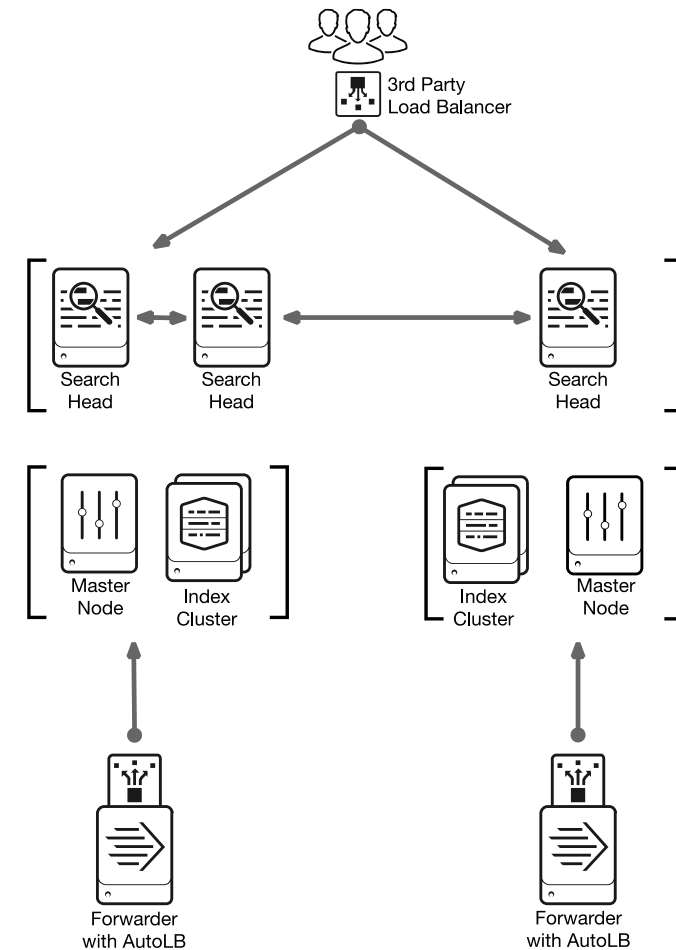 3rd Party
Load Balancer
Search
Head
Search
Head
Search
Head
Master
Node
Index
Cluster
Index
Cluster
Master
Node
Forwarder
with AutoLB
Forwarder
with AutoLB